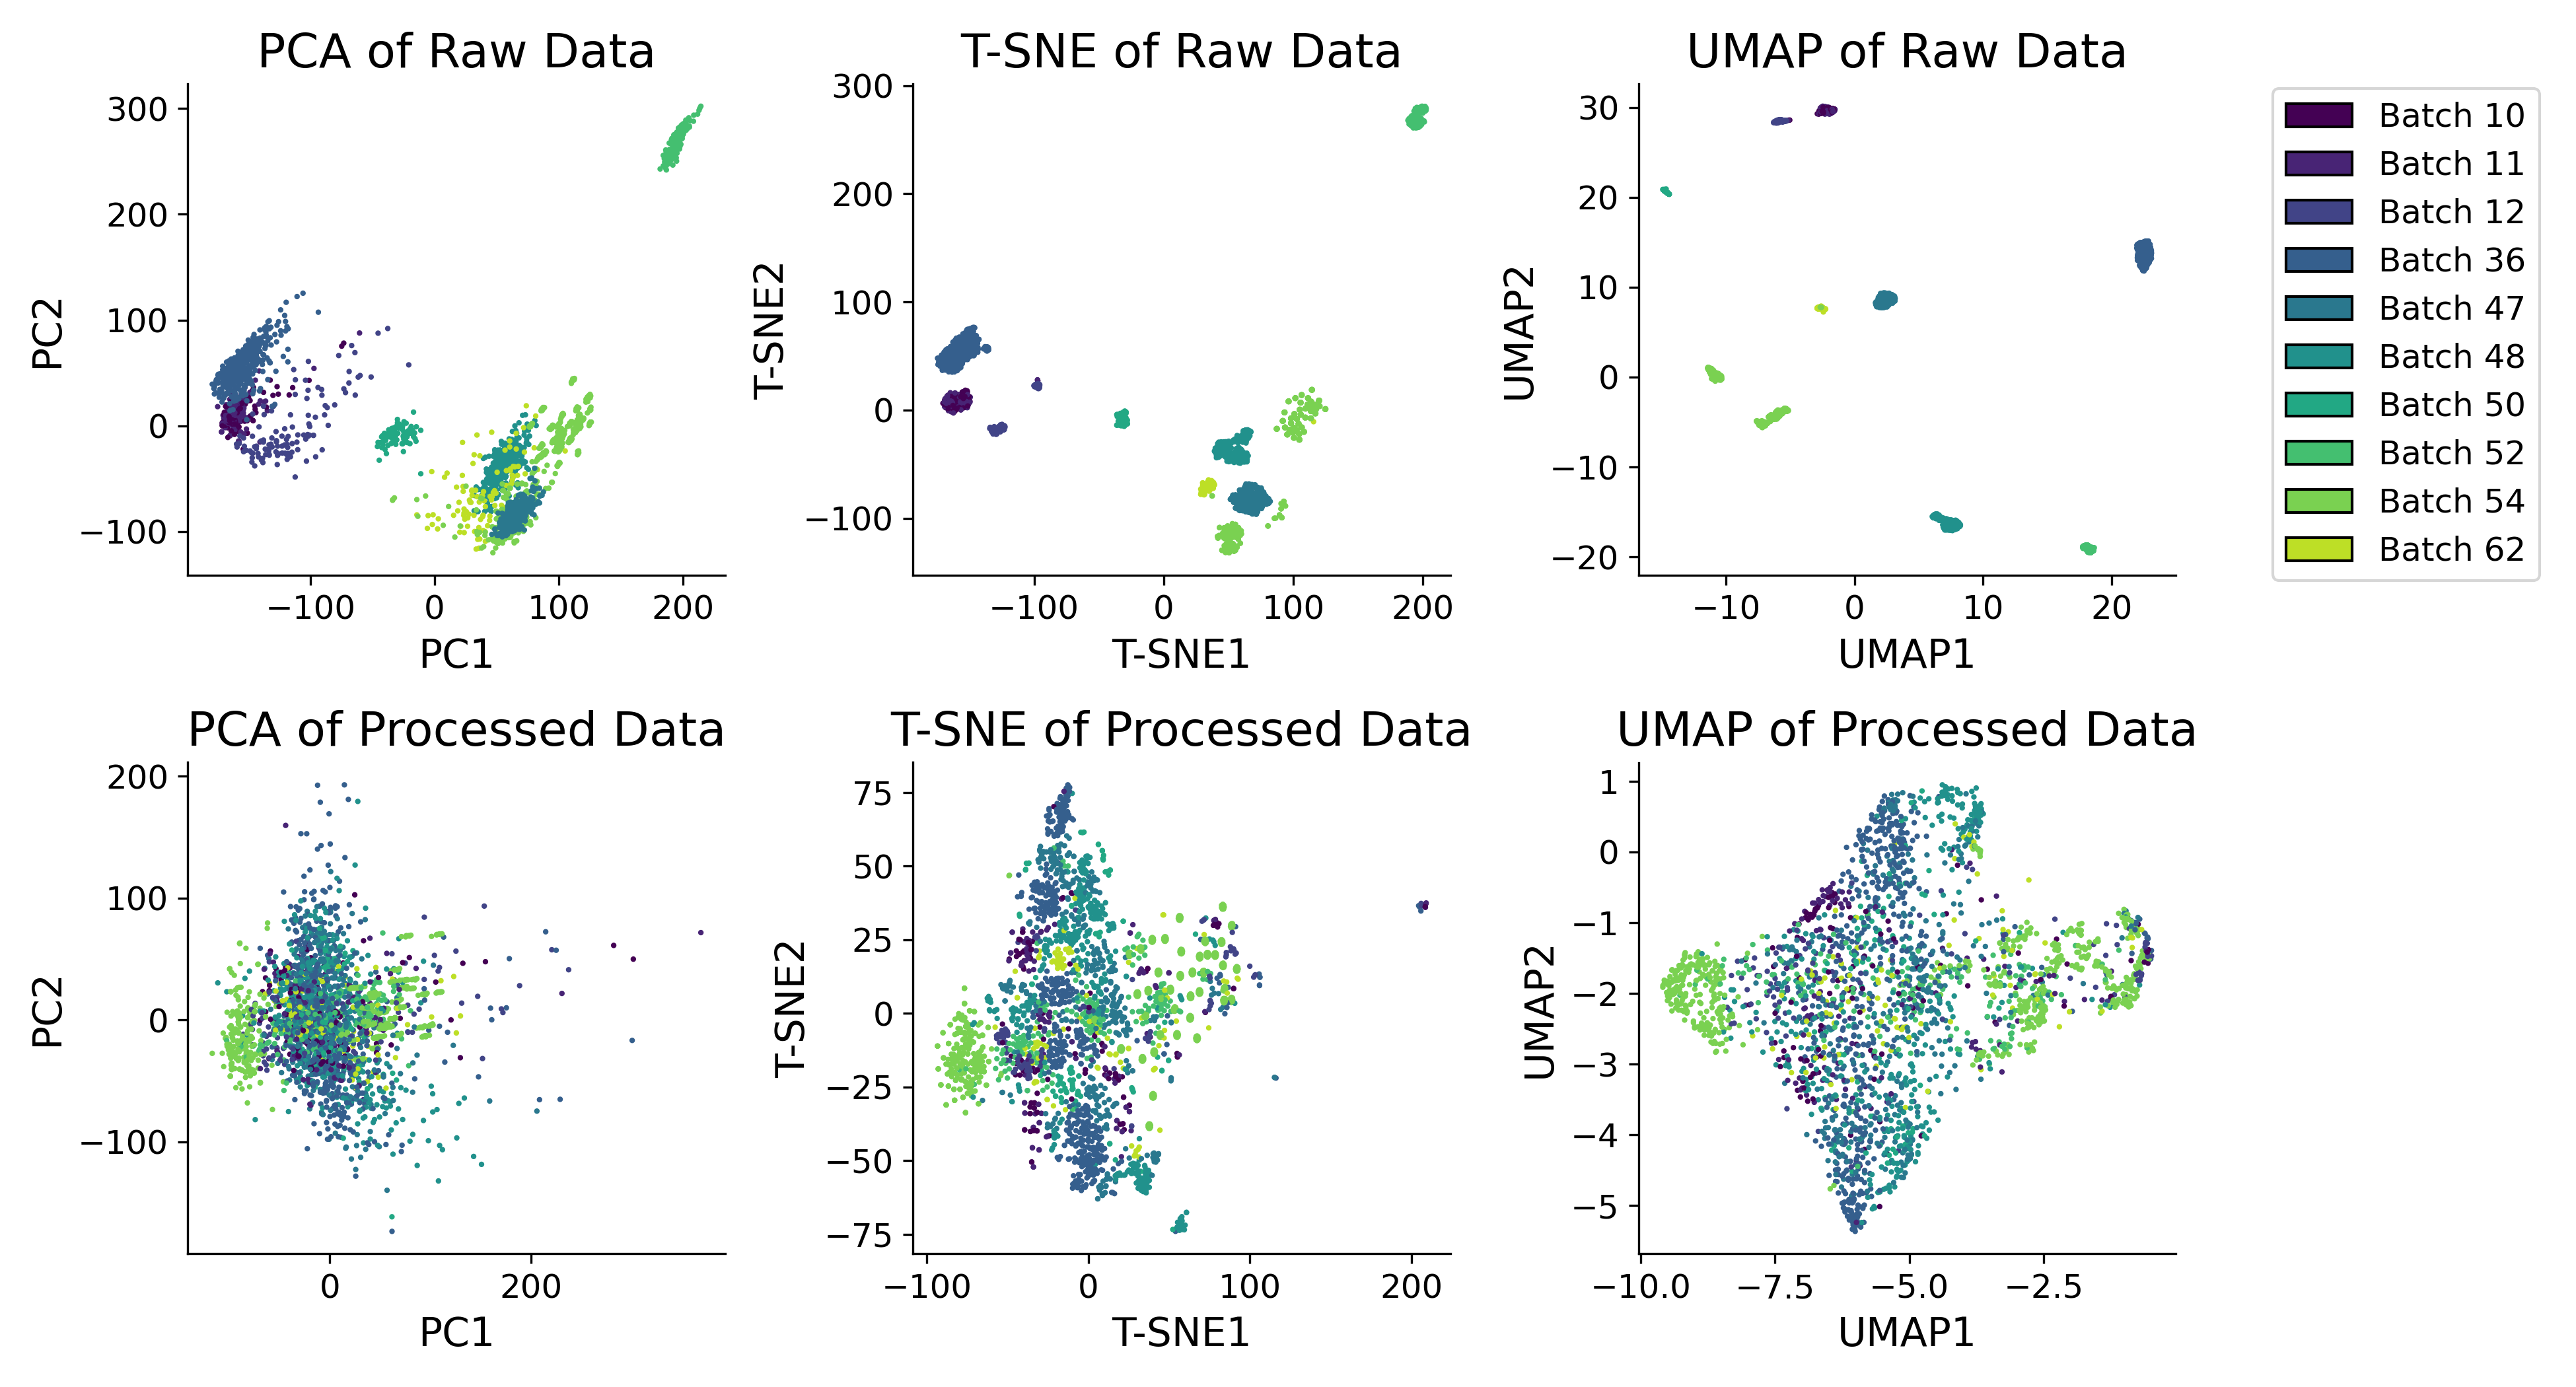 PCA of Raw Data
300
200
100
0
−100
PC2
−100
0
100
200
PC1
T-SNE of Raw Data
300
200
100
0
−100
T-SNE2
−100
0
100
200
T-SNE1
UMAP of Raw Data
30
20
10
0
−10
−20
UMAP2
−10
0
10
20
UMAP1
Batch 10
Batch 11
Batch 12
Batch 36
Batch 47
Batch 48
Batch 50
Batch 52
Batch 54
Batch 62
PCA of Processed Data
200
100
0
−100
PC2
0
200
PC1
T-SNE of Processed Data
75
50
25
0
−25
−50
−75
T-SNE2
−100
0
100
200
T-SNE1
UMAP of Processed Data
1
0
−1
−2
−3
−4
−5
UMAP2
−10.0
−7.5
−5.0
−2.5
UMAP1